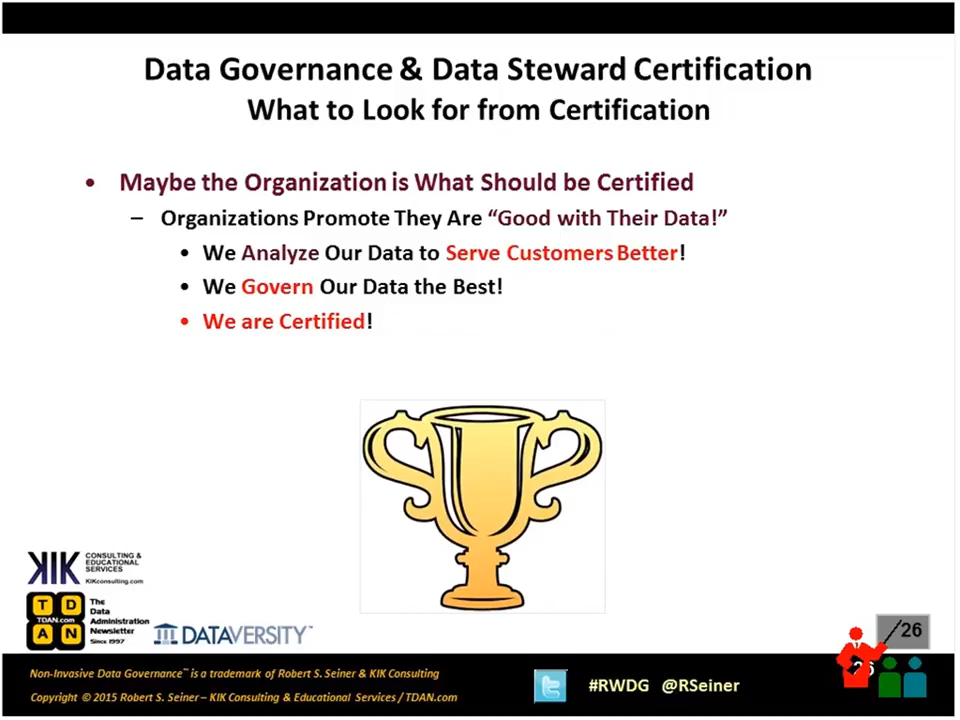 Data Governance & Data Steward Certification
What to Look for from Certification
• Maybe the Organization is What Should be Certified
– Organizations Promote They Are “Good with Their Data!”
• We Analyze Our Data to Serve Customers Better!
• We Govern Our Data the Best!
• We are Certified!
KIK CONSULTING &
EDUCATIONAL
SERVICES
KIKconsulting.com
T D
TDAN.com
A N
The
Data
Administration
Newsletter
Since 1997
DATAVERSITY™
/26
26
Non-Invasive Data Governance™ is a trademark of Robert S. Seiner & KIK Consulting
Copyright © 2015 Robert S. Seiner – KIK Consulting & Educational Services / TDAN.com
#RWDG @RSeiner